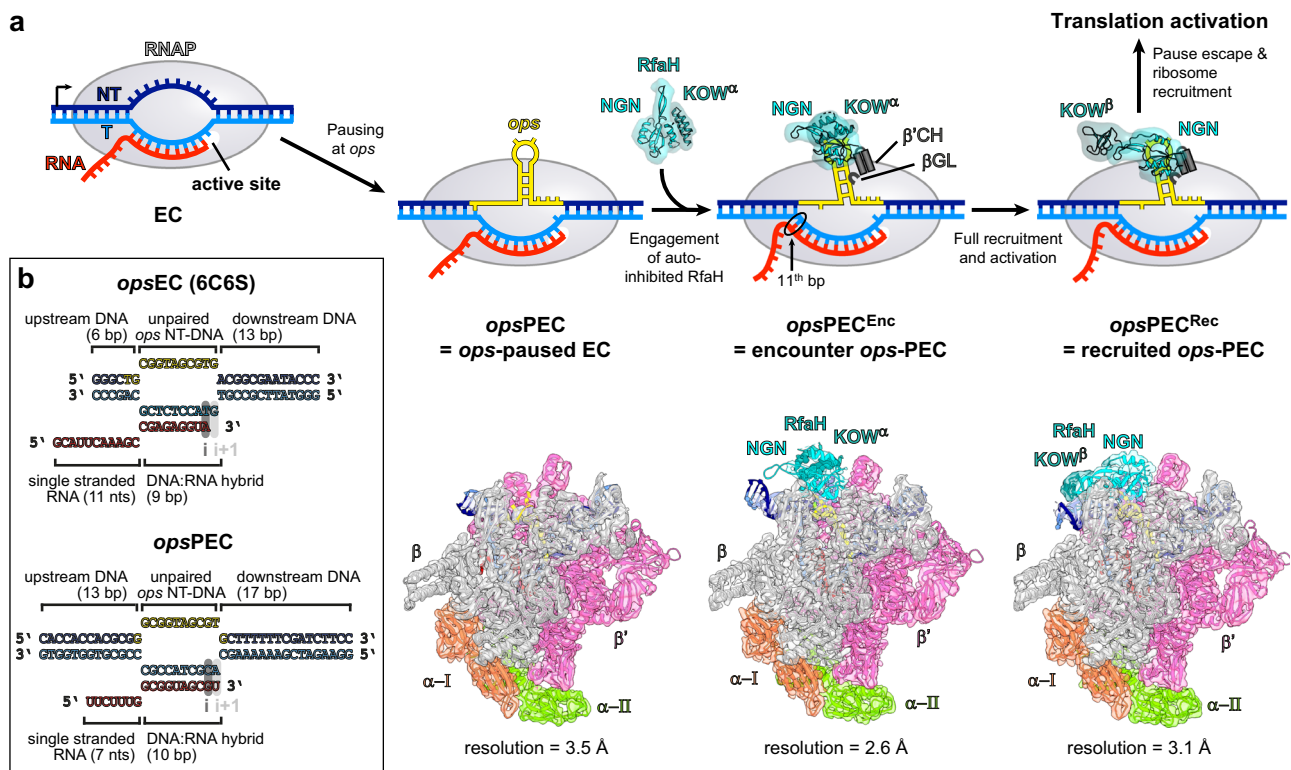 a
RNAP
NT
T
RNA
active site
EC
Pausing
at ops
ops
RfaH
NGN
KOWα
Engagement
of auto-
inhibited RfaH
NGN
KOWα
β'CH
βGL
11th bp
Full recruitment
and activation
Translation activation
Pause escape &
ribosome
recruitment
KOWβ
NGN
opsPEC
= ops-paused EC
opsPECEnc
= encounter ops-PEC
opsPECRec
= recruited ops-PEC
b
opsEC (6C6S)
upstream DNA
(6 bp)
unpaired
ops NT-DNA
downstream DNA
(13 bp)
CGGTAGCGTG
5' GGGCTG ACGGCGAATACCC 3'
3' CCCGAC TGCCGCTTATGGG 5'
GCTCTCCATG
CGAGAGGUA 3'
5' GCAUUCAAAGC
i i+1
single stranded
RNA (11 nts)
DNA:RNA hybrid
(9 bp)
opsPEC
upstream DNA
(13 bp)
unpaired
ops NT-DNA
downstream DNA
(17 bp)
GCGGTAGCGT
5' CACCACCACGCGG GCTTTTTTCGATCTTCC 3'
3' GTGGTGGTGCGCC CGAAAAAAGCTAGAAGG 5'
CGCCATCGCA
GCGGUAGCGU 3'
5' UUCUUUG
i i+1
single stranded
RNA (7 nts)
DNA:RNA hybrid
(10 bp)
β
β'
α–I
α–II
resolution = 3.5 Å
RfaH
NGN
KOWα
β
β'
α–I
α–II
resolution = 2.6 Å
RfaH
NGN
KOWβ
β
β'
α–I
α–II
resolution = 3.1 Å